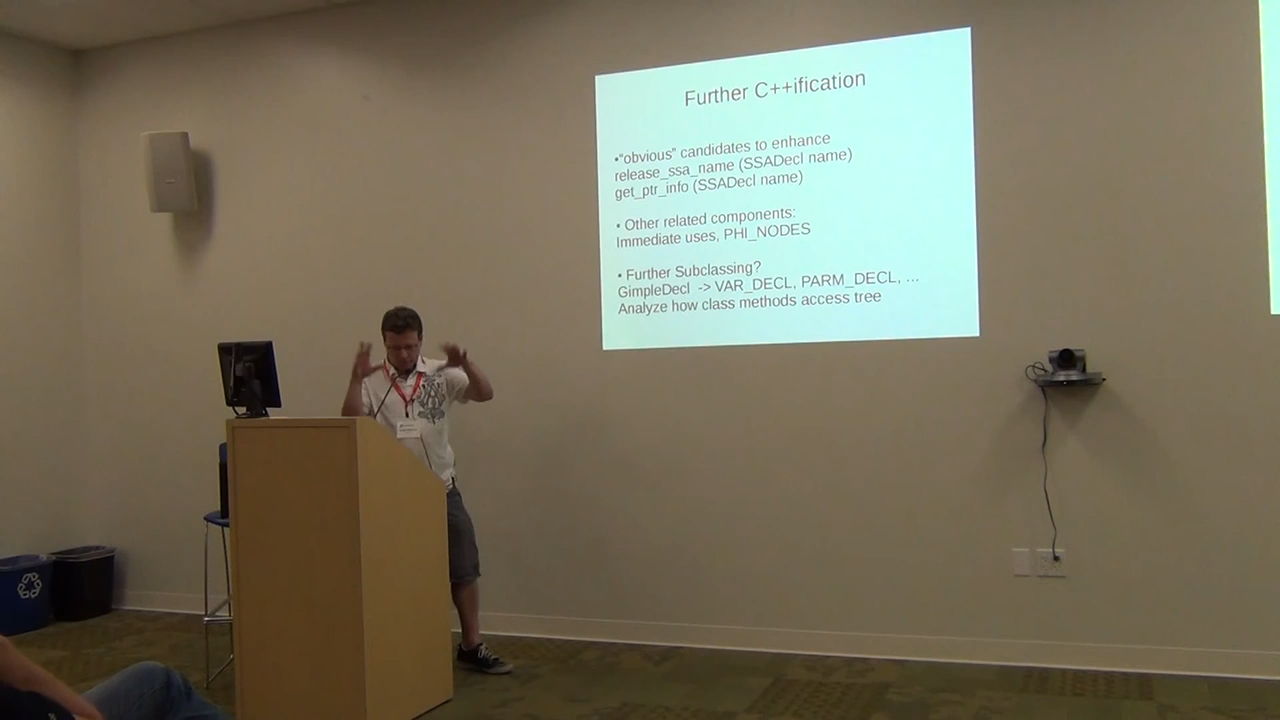 Further C++ification
•“obvious” candidates to enhance
release_ssa_name (SSADecl name)
get_ptr_info (SSADecl name)
• Other related components:
Immediate uses, PHI_NODES
• Further Subclassing?
GimpleDecl -> VAR_DECL, PARM_DECL, ...
Analyze how class methods access tree